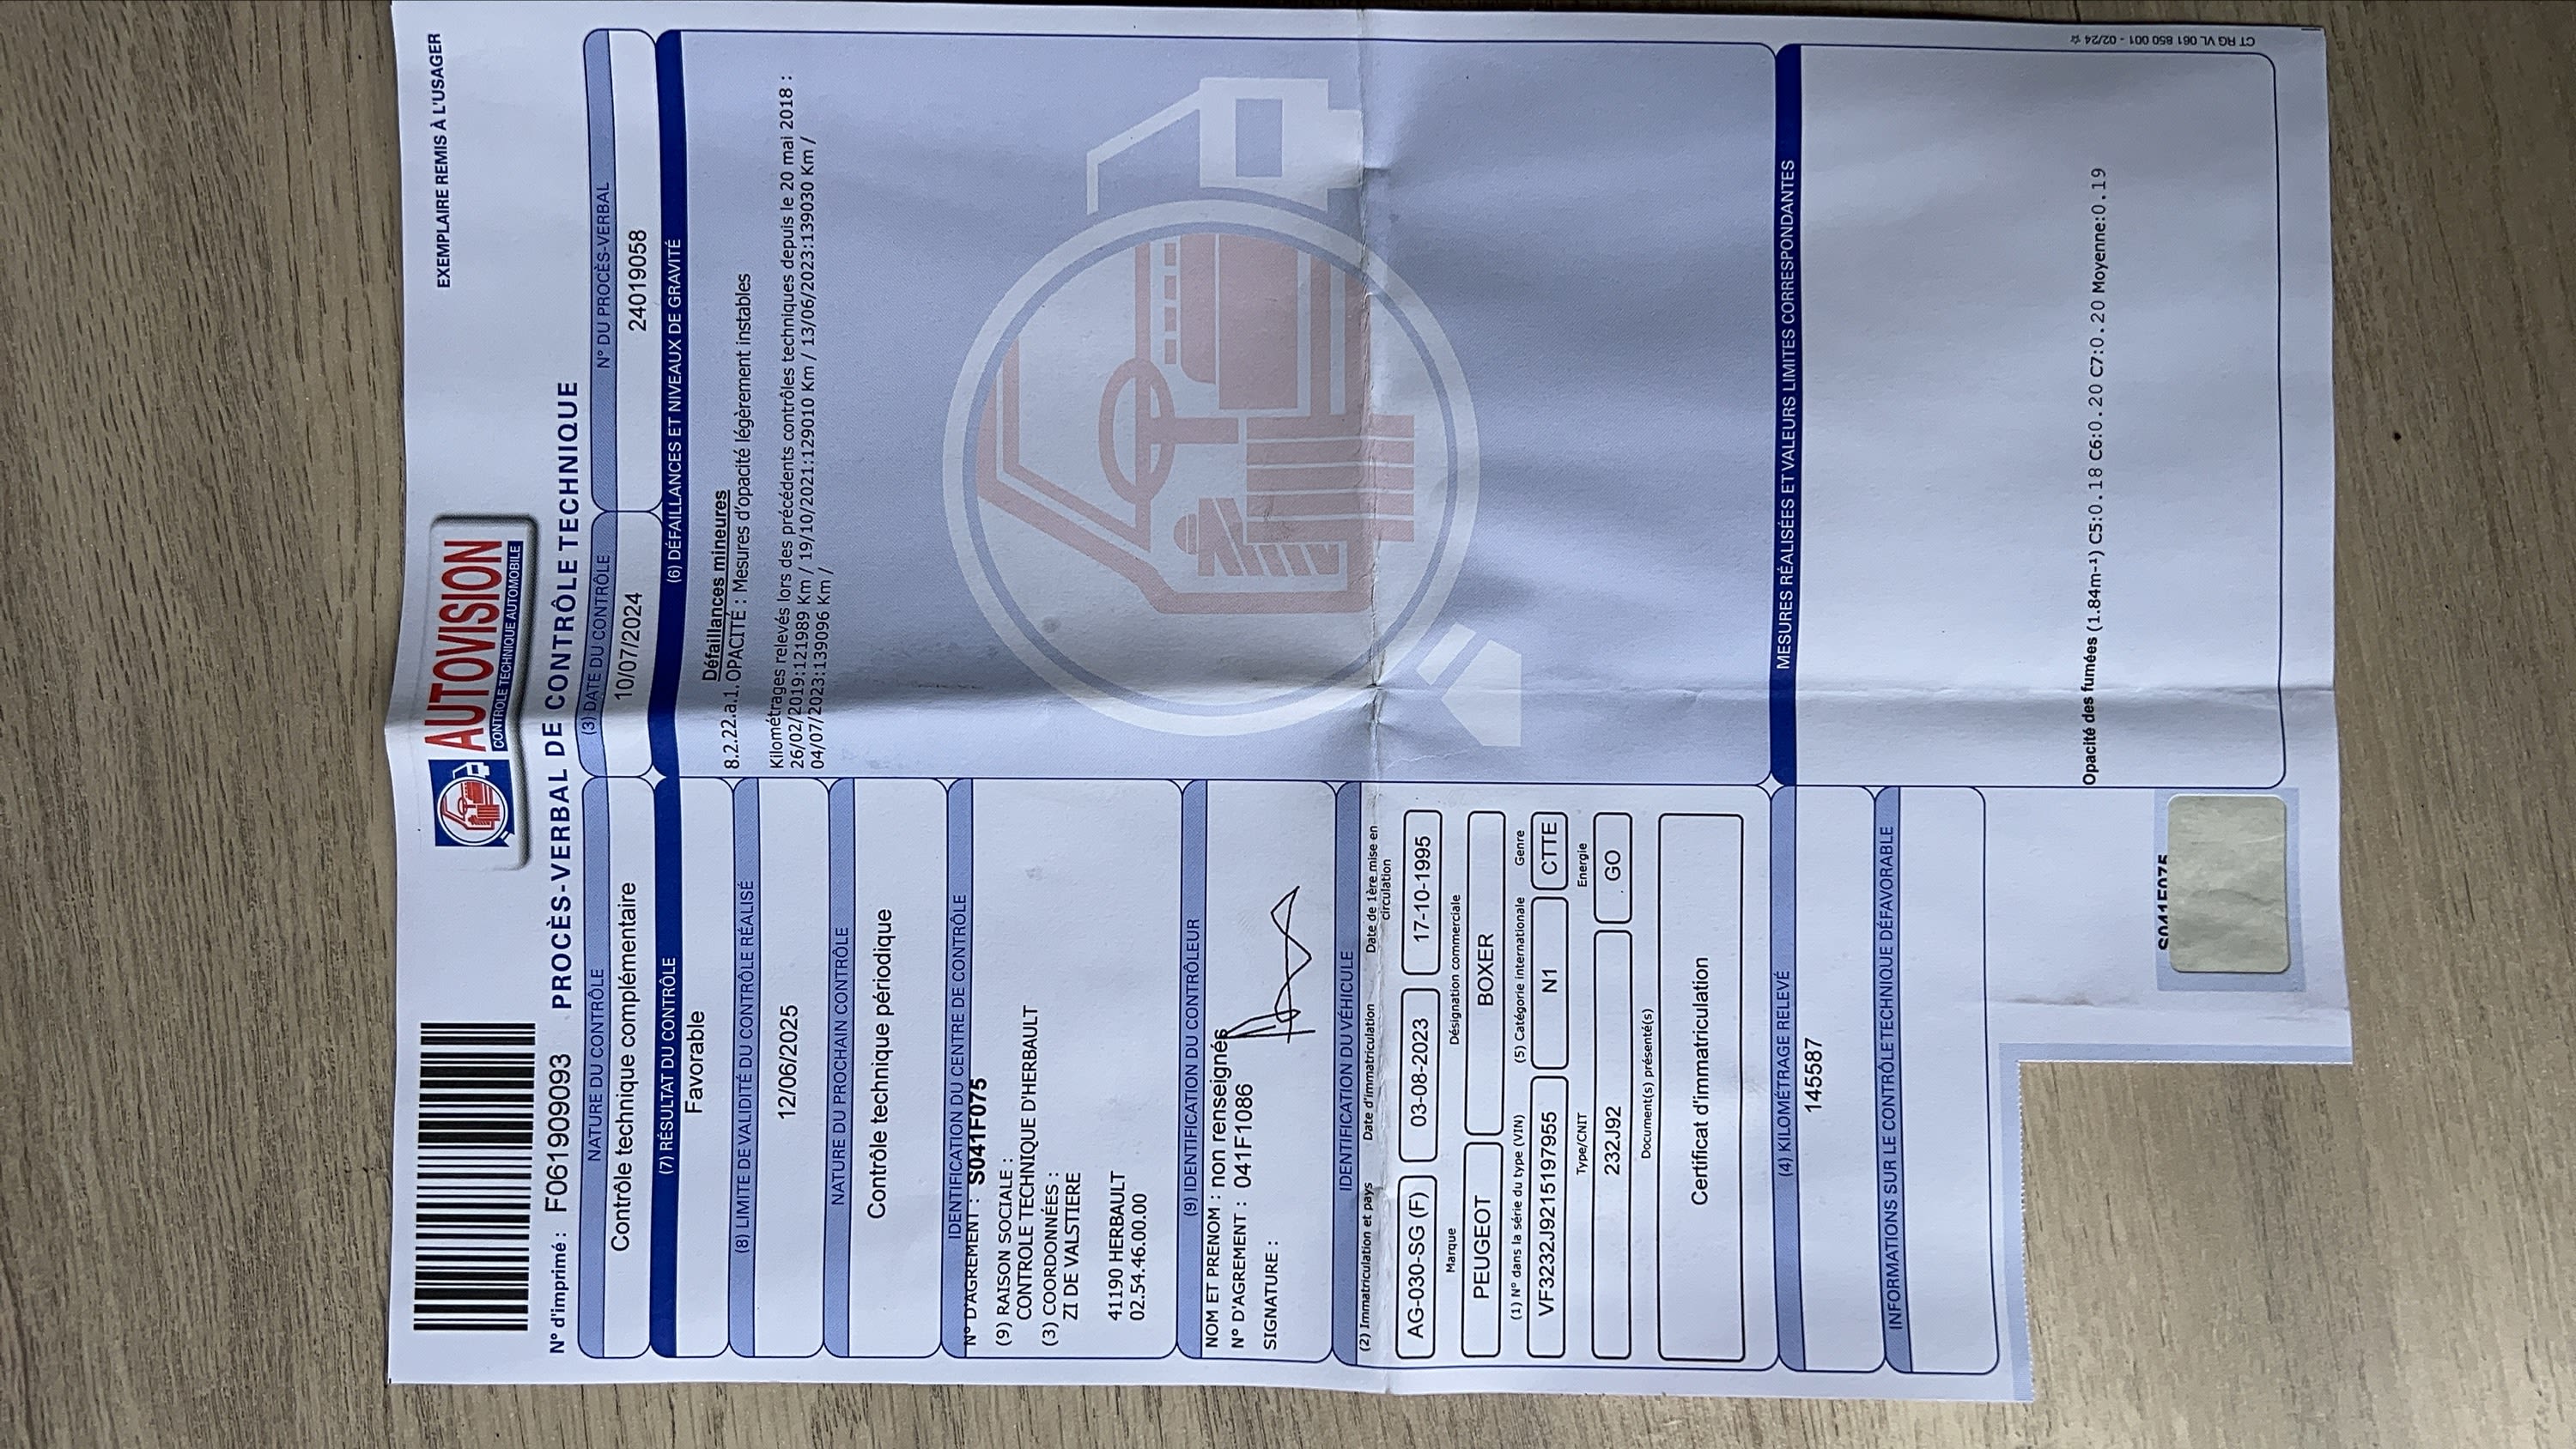 EXEMPLAIRE REMIS À L'USAGER
AUTOVISION
CONTROLE TECHNIQUE AUTOMOBILE
N° d'imprimé : F061909093
PROCÈS-VERBAL DE CONTRÔLE TECHNIQUE
NATURE DU CONTRÔLE
Contrôle technique complémentaire
(3) DATE DU CONTRÔLE
10/07/2024
N° DU PROCÈS-VERBAL
24019058
(7) RÉSULTAT DU CONTRÔLE
Favorable
(8) LIMITE DE VALIDITÉ DU CONTRÔLE RÉALISÉ
12/06/2025
NATURE DU PROCHAIN CONTRÔLE
Contrôle technique périodique
IDENTIFICATION DU CENTRE DE CONTRÔLE
N° D'AGREMENT : S041F075
(9) RAISON SOCIALE :
CONTROLE TECHNIQUE D'HERBAULT
(3) COORDONNÉES :
ZI DE VALSTIERE
41190 HERBAULT
02.54.46.00.00
(9) IDENTIFICATION DU CONTRÔLEUR
NOM ET PRENOM : non renseignés
N° D'AGREMENT : 041F1086
SIGNATURE :
IDENTIFICATION DU VÉHICULE
(2) Immatriculation et pays Date d'immatriculation Date de 1ère mise en
circulation
AG-030-SG (F) 03-08-2023 17-10-1995
Marque Désignation commerciale
PEUGEOT BOXER
(1) N° dans la série du type (VIN) (5) Catégorie internationale Genre
VF3232J9215197955 N1 CTTE
Type/CNIT Energie
232J92 GO
Document(s) présenté(s)
Certificat d'immatriculation
(4) KILOMÉTRAGE RELEVÉ
145587
INFORMATIONS SUR LE CONTRÔLE TECHNIQUE DÉFAVORABLE
S041F075
(6) DÉFAILLANCES ET NIVEAUX DE GRAVITÉ
Défaillances mineures
8.2.22.a.1. OPACITÉ : Mesures d'opacité légèrement instables
Kilométrages relevés lors des précédents contrôles techniques depuis le 20 mai 2018 :
26/02/2019:121989 Km / 19/10/2021:129010 Km / 13/06/2023:139030 Km /
04/07/2023:139096 Km /
MESURES RÉALISÉES ET VALEURS LIMITES CORRESPONDANTES
Opacité des fumées (1.84m-¹) C5:0.18 C6:0.20 C7:0.20 Moyenne:0.19
CT RG VL 061 850 001 - 02/24 ☆